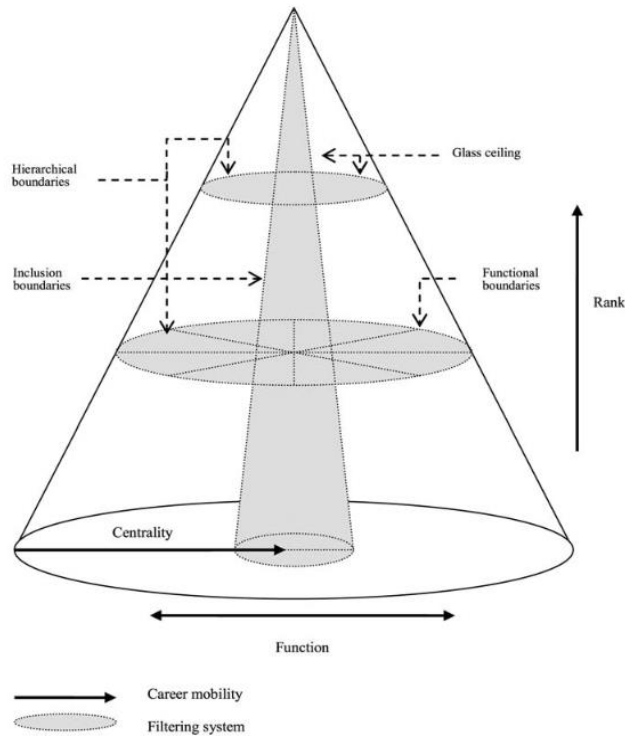 Glass ceiling
Hierarchical
boundaries
Inclusion
boundaries
Functional
boundaries
Rank
Centrality
Function
Career mobility
Filtering system